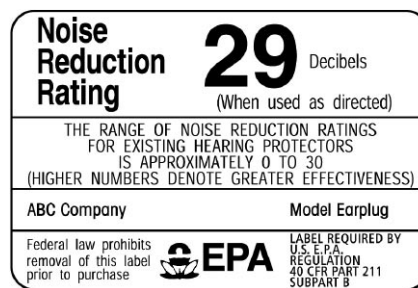 Noise
Reduction
Rating
29 Decibels
(When used as directed)
THE RANGE OF NOISE REDUCTION RATINGS
FOR EXISTING HEARING PROTECTORS
IS APPROXIMATELY 0 TO 30
(HIGHER NUMBERS DENOTE GREATER EFFECTIVENESS)
ABC Company
Model Earplug
Federal law prohibits
removal of this label
prior to purchase
EPA
LABEL REQUIRED BY
U.S. E.P.A.
REGULATION
40 CFR PART 211
SUBPART B